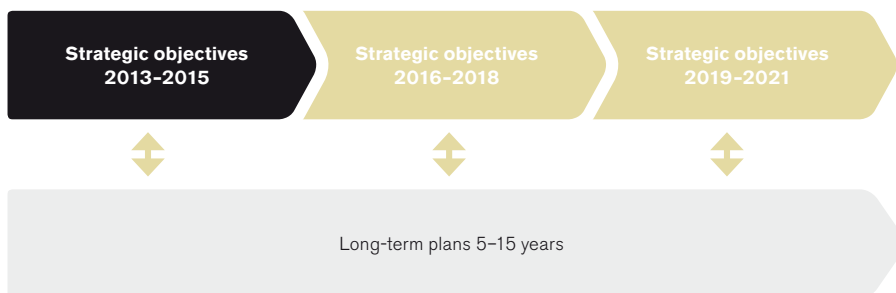 Strategic objectives
2013–2015
Strategic objectives
2016–2018
Strategic objectives
2019–2021
Long-term plans 5–15 years